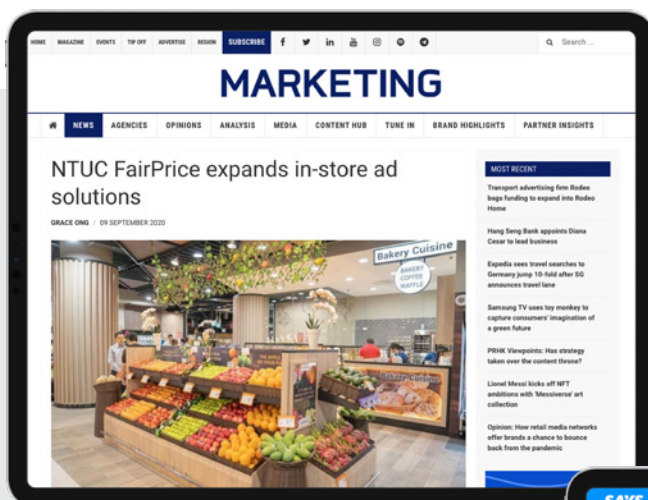 HOME MAGAZINE EVENTS TIP OFF ADVERTISE REGION SUBSCRIBE Search ...
MARKETING
NEWS AGENCIES OPINIONS ANALYSIS MEDIA CONTENT HUB TUNE IN BRAND HIGHLIGHTS PARTNER INSIGHTS
NTUC FairPrice expands in-store ad
solutions
GRACE ONG / 09 SEPTEMBER 2020
Bakery Cuisine
BAKERY
COFFEE
WAFFLE
Bakery Cuisine
MOST RECENT
Transport advertising firm Rodeo
bags funding to expand into Rodeo
Home
Hang Seng Bank appoints Diana
Cesar to lead business
Expedia sees travel searches to
Germany jump 10-fold after SG
announces travel lane
Samsung TV uses toy monkey to
capture consumers' imagination of
a green future
PRHK Viewpoints: Has strategy
taken over the content throne?
Lionel Messi kicks off NFT
ambitions with 'Messiverse' art
collection
Opinion: How retail media networks
offer brands a chance to bounce
back from the pandemic
SAYS